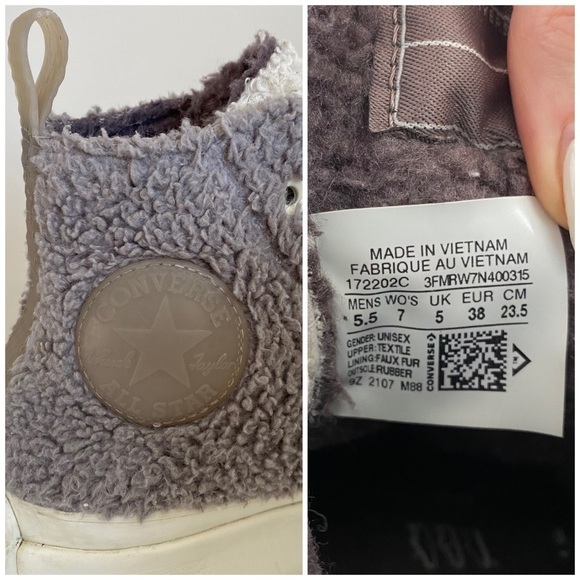 CONVERSE
ALL STAR
MADE IN VIETNAM
FABRIQUE AU VIETNAM
172202C 3FMRW7N400315
MENS WO'S UK EUR CM
5.5 7 5 38 23.5
GENDER: UNISEX
UPPER: TEXTILE
LINING: FAUX FUR
OUTSOLE: RUBBER
2107 M88
CONVERSE